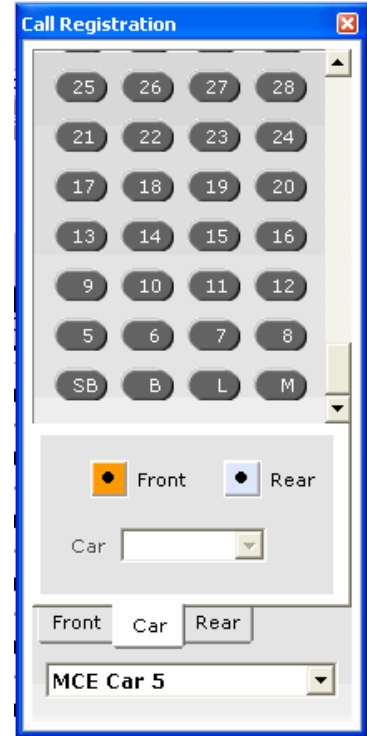 Call Registration
25 26 27 28
21 22 23 24
17 18 19 20
13 14 15 16
9 10 11 12
5 6 7 8
SB B L M
Front Rear
Car
Front Car Rear
MCE Car 5